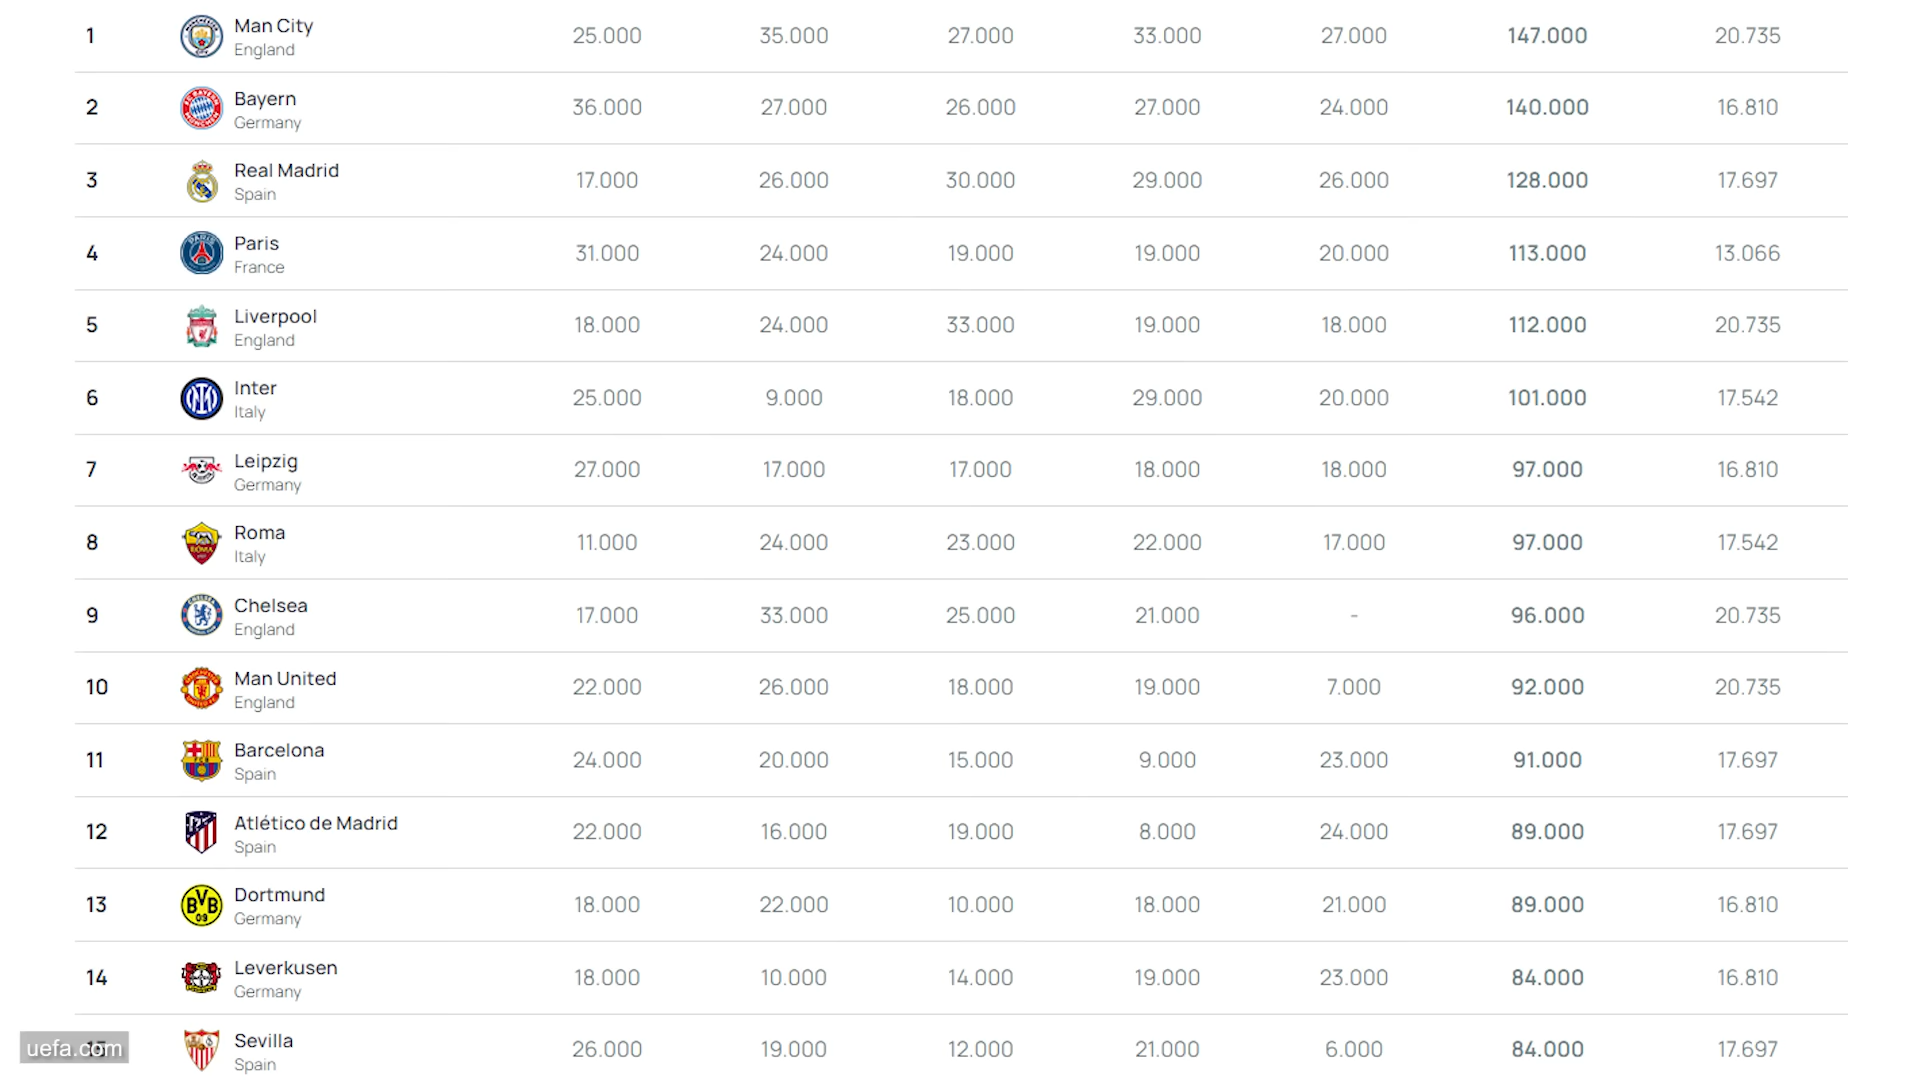 1 Man City 25.000 35.000 27.000 33.000 27.000 147.000 20.735
England
2 Bayern 36.000 27.000 26.000 27.000 24.000 140.000 16.810
Germany
3 Real Madrid 17.000 26.000 30.000 29.000 26.000 128.000 17.697
Spain
4 Paris 31.000 24.000 19.000 19.000 20.000 113.000 13.066
France
5 Liverpool 18.000 24.000 33.000 19.000 18.000 112.000 20.735
England
6 Inter 25.000 9.000 18.000 29.000 20.000 101.000 17.542
Italy
7 Leipzig 27.000 17.000 17.000 18.000 18.000 97.000 16.810
Germany
8 Roma 11.000 24.000 23.000 22.000 17.000 97.000 17.542
Italy
9 Chelsea 17.000 33.000 25.000 21.000 - 96.000 20.735
England
10 Man United 22.000 26.000 18.000 19.000 7.000 92.000 20.735
England
11 Barcelona 24.000 20.000 15.000 9.000 23.000 91.000 17.697
Spain
12 Atlético de Madrid 22.000 16.000 19.000 8.000 24.000 89.000 17.697
Spain
13 Dortmund 18.000 22.000 10.000 18.000 21.000 89.000 16.810
Germany
14 Leverkusen 18.000 10.000 14.000 19.000 23.000 84.000 16.810
Germany
15 Sevilla 26.000 19.000 12.000 21.000 6.000 84.000 17.697
Spain
uefa.com